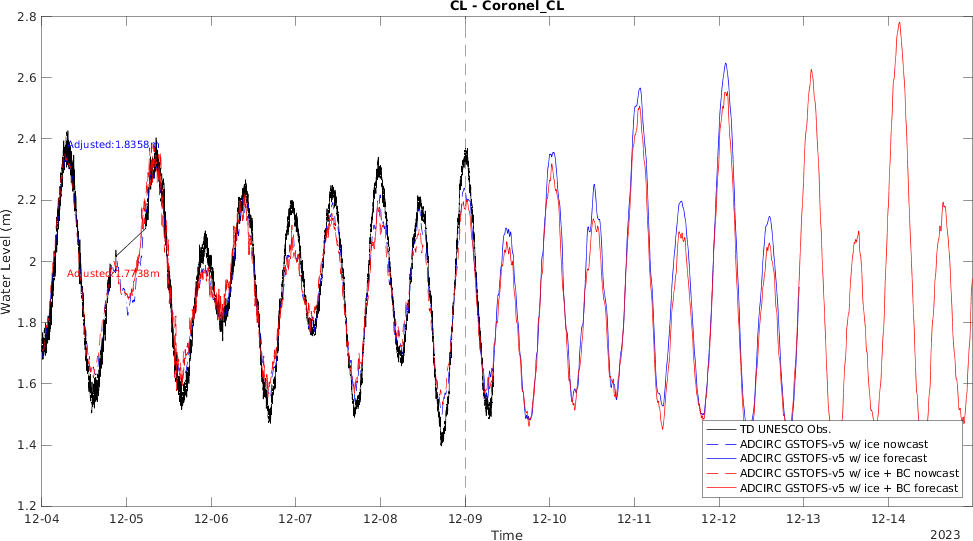 CL - Coronel_CL
2.8
2.6
2.4
2.2
2
1.8
1.6
1.4
1.2
Water Level (m)
Adjusted:1.8358m
Adjusted:1.7738m
TD UNESCO Obs.
ADCIRC GSTOFS-v5 w/ ice nowcast
ADCIRC GSTOFS-v5 w/ ice forecast
ADCIRC GSTOFS-v5 w/ ice + BC nowcast
ADCIRC GSTOFS-v5 w/ ice + BC forecast
12-04 12-05 12-06 12-07 12-08 12-09 12-10 12-11 12-12 12-13 12-14
Time
2023